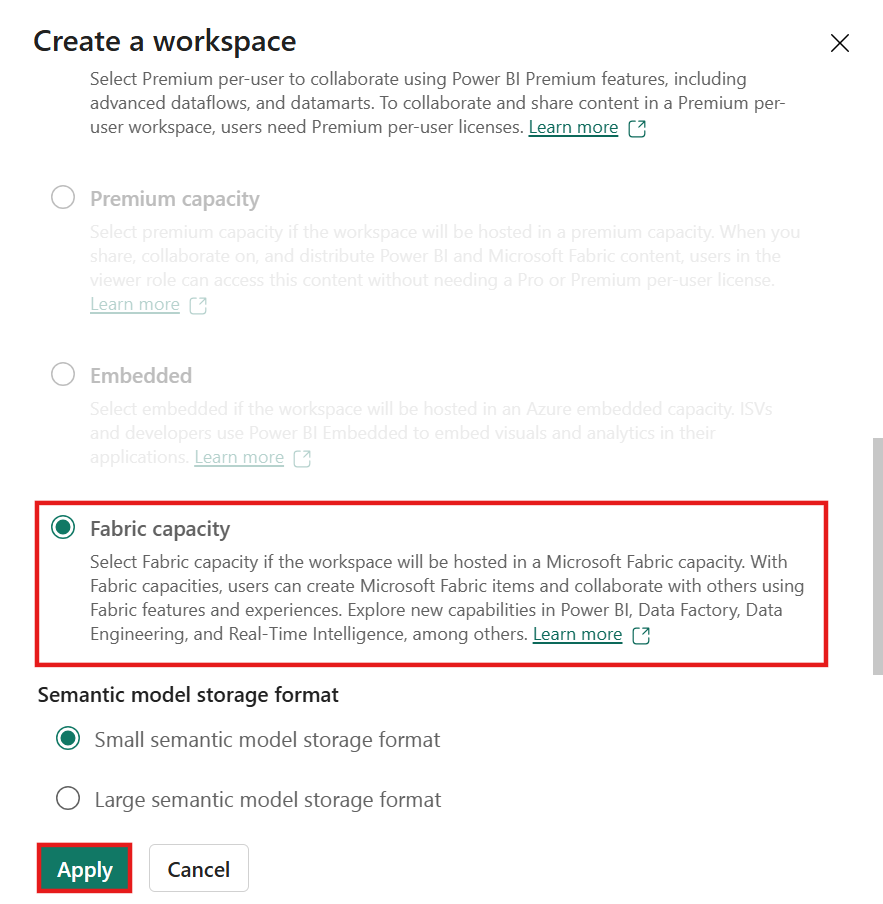 Create a workspace
Select Premium per-user to collaborate using Power BI Premium features, including
advanced dataflows, and datamarts. To collaborate and share content in a Premium per-
user workspace, users need Premium per-user licenses. Learn more
Premium capacity
Select premium capacity if the workspace will be hosted in a premium capacity. When you
share, collaborate on, and distribute Power BI and Microsoft Fabric content, users in the
viewer role can access this content without needing a Pro or Premium per-user license.
Learn more
Embedded
Select embedded if the workspace will be hosted in an Azure embedded capacity. ISVs
and developers use Power BI Embedded to embed visuals and analytics in their
applications. Learn more
Fabric capacity
Select Fabric capacity if the workspace will be hosted in a Microsoft Fabric capacity. With
Fabric capacities, users can create Microsoft Fabric items and collaborate with others using
Fabric features and experiences. Explore new capabilities in Power BI, Data Factory, Data
Engineering, and Real-Time Intelligence, among others. Learn more
Semantic model storage format
Small semantic model storage format
Large semantic model storage format
Apply Cancel